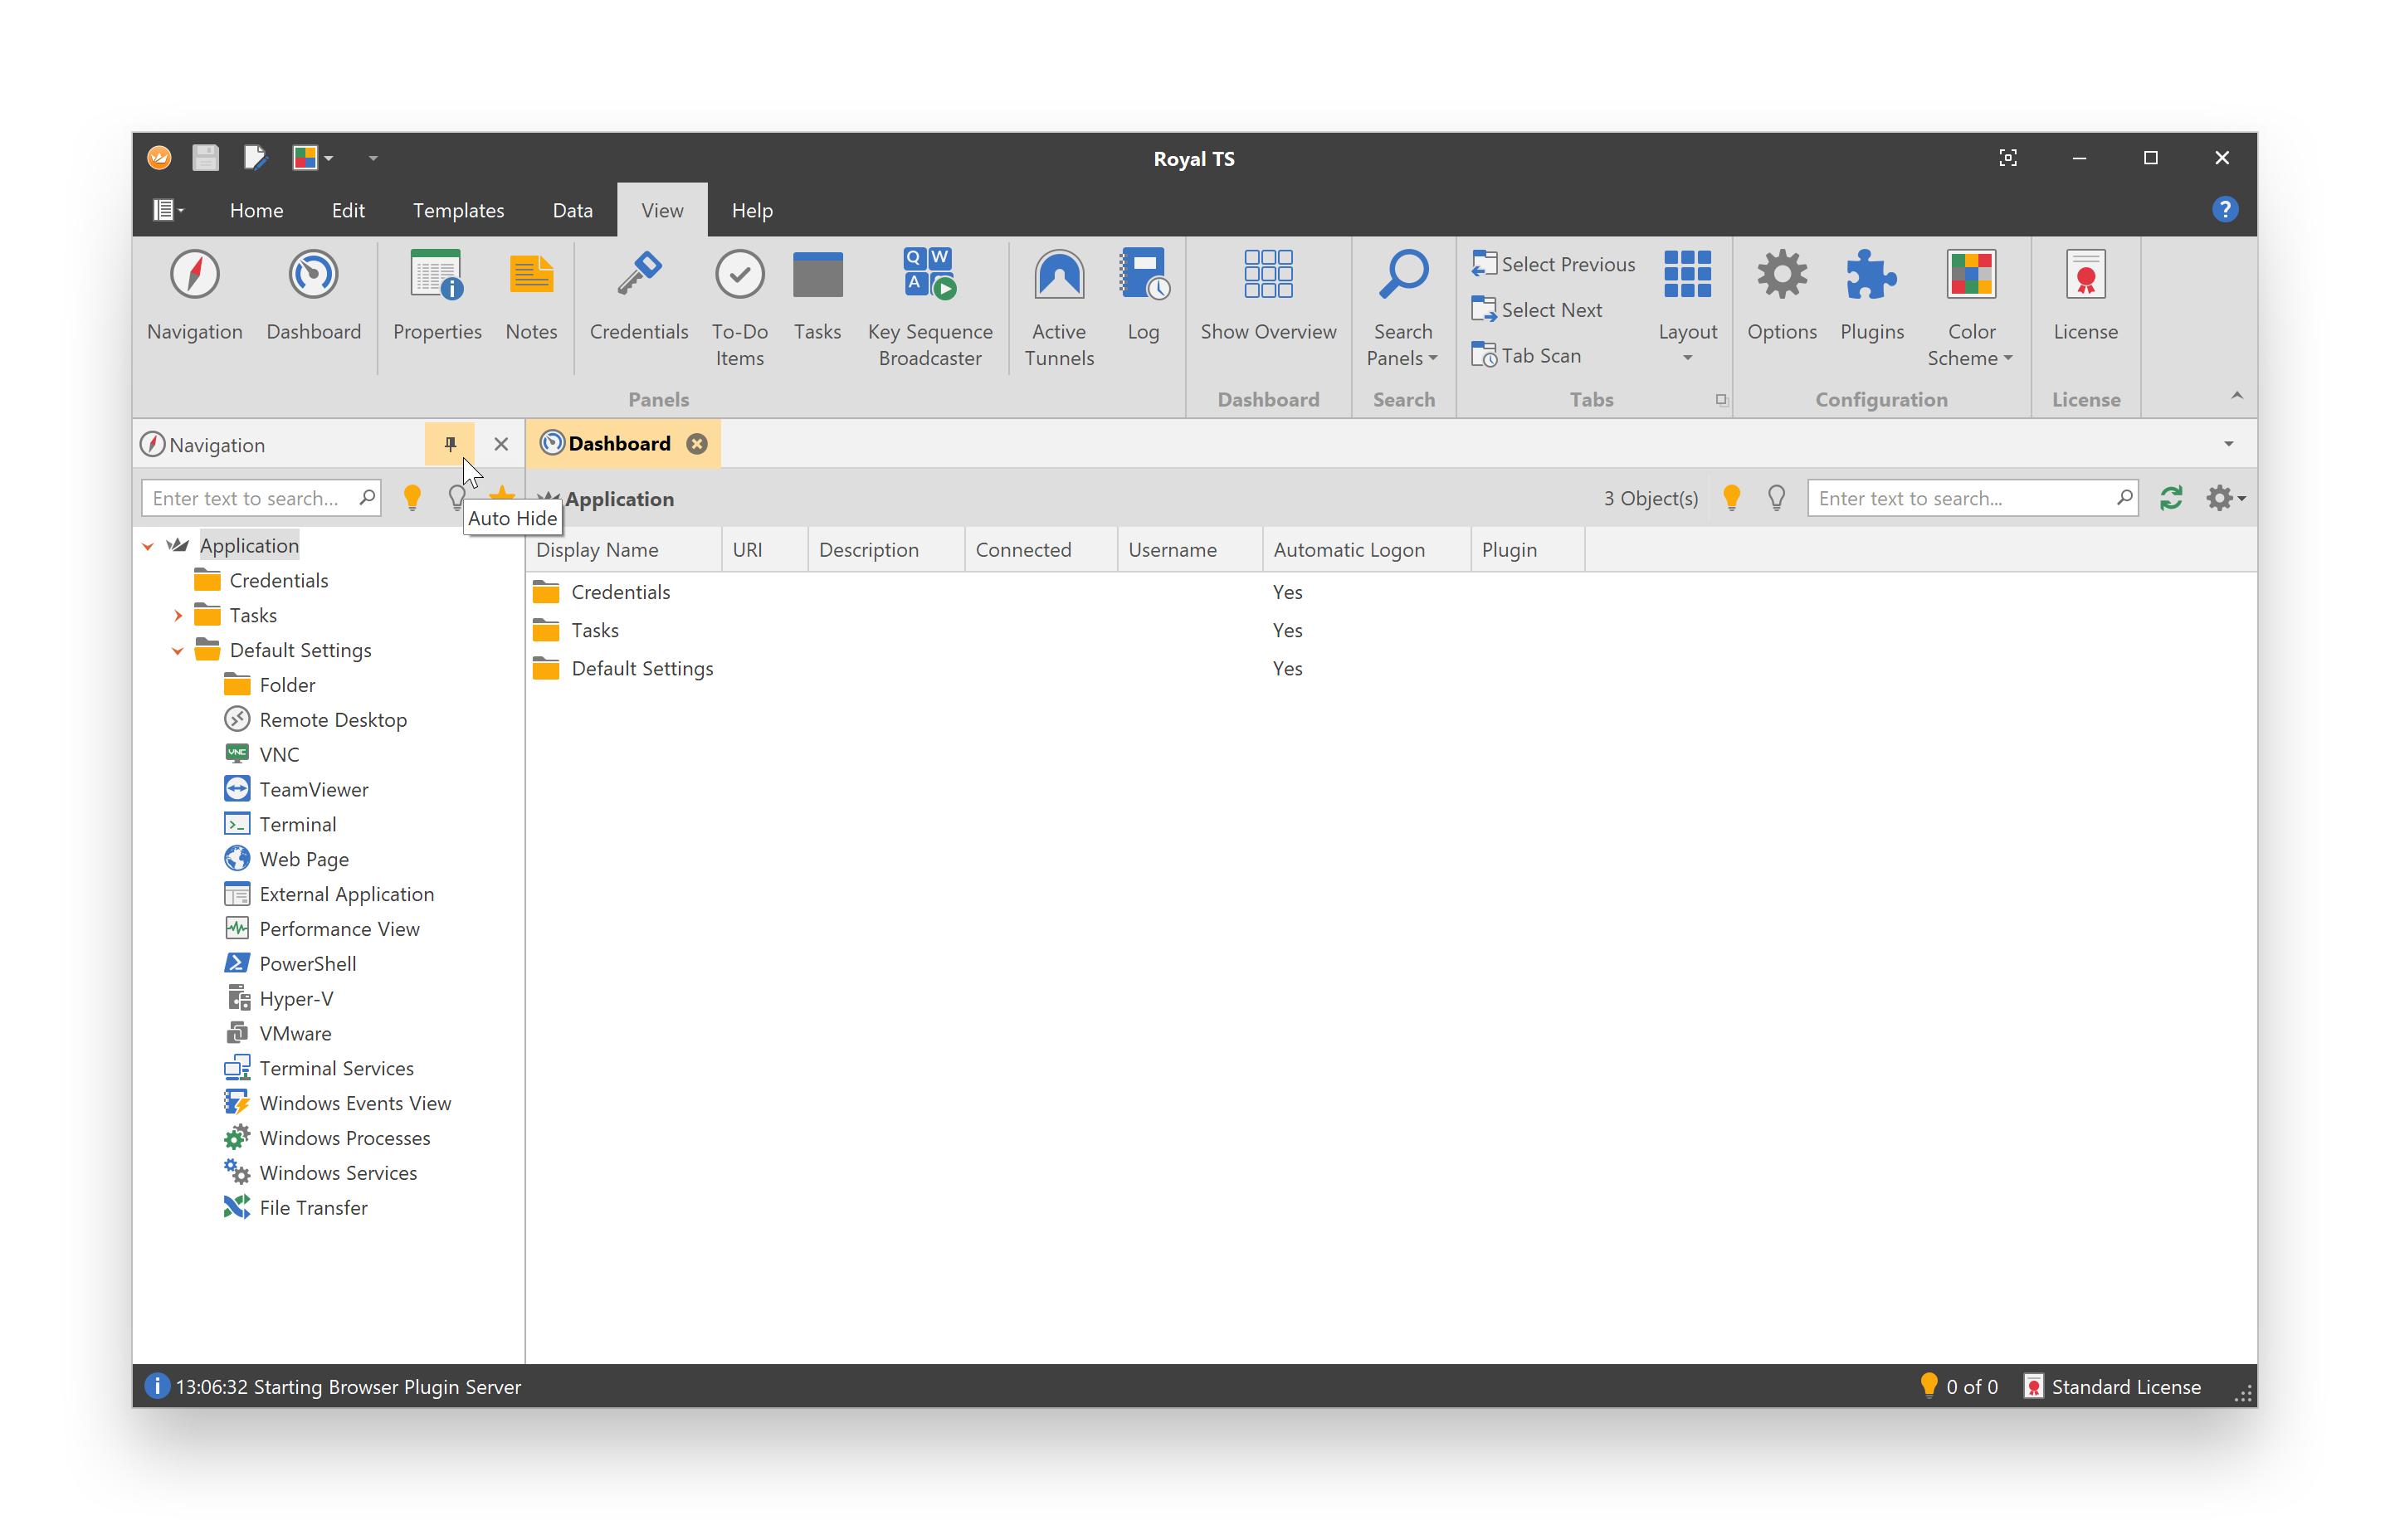 Royal TS
Home Edit Templates Data View Help
?
Q W
A
i
Navigation Dashboard Properties Notes Credentials To-Do Items Tasks Key Sequence Broadcaster Active Tunnels Log
Panels
Show Overview
Dashboard
Search Panels
Search
Select Previous
Select Next
Tab Scan
Layout
Tabs
Options Plugins Color Scheme
Configuration
License
License
Navigation
Dashboard
Enter text to search...
Auto Hide
Application
3 Object(s)
Enter text to search...
Application
Credentials
Tasks
Default Settings
Folder
Remote Desktop
VNC
VNC
TeamViewer
Terminal
Web Page
External Application
Performance View
PowerShell
Hyper-V
VMware
Terminal Services
Windows Events View
Windows Processes
Windows Services
File Transfer
Display Name URI Description Connected Username Automatic Logon Plugin
Credentials Yes
Tasks Yes
Default Settings Yes
i 13:06:32 Starting Browser Plugin Server
0 of 0
Standard License